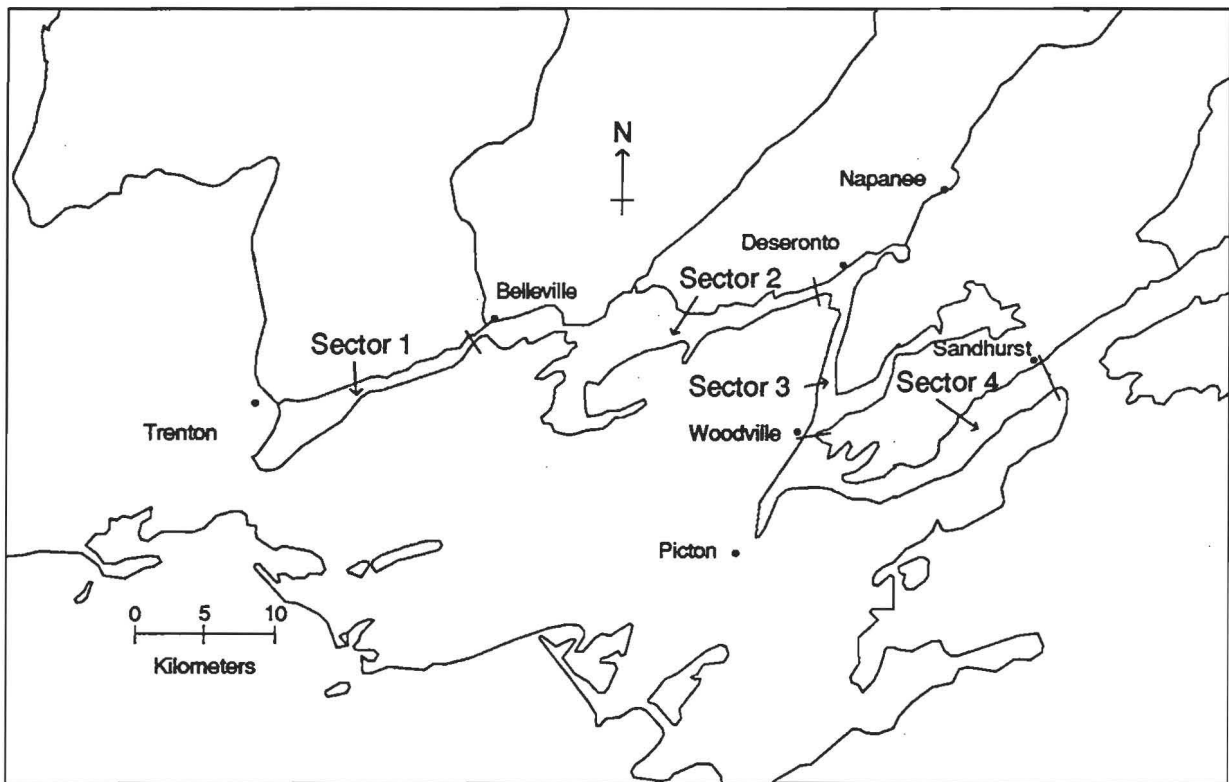 N
Napanee
Deseronto
Sector 2
Belleville
Sector 1
Sandhurst
Sector 3
Sector 4
Trenton
Woodville
Picton
0 5 10
Kilometers